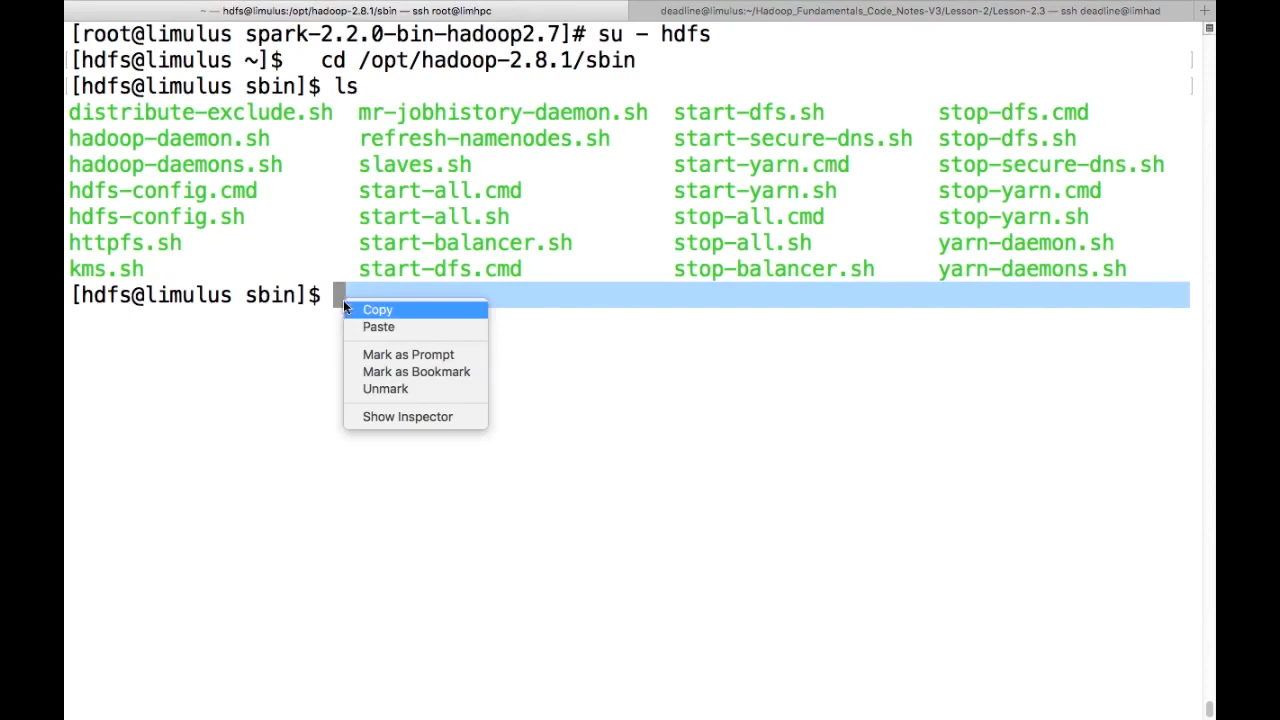 ~ — hdfs@limulus:/opt/hadoop-2.8.1/sbin — ssh root@limhpc
deadline@limulus:~/Hadoop_Fundamentals_Code_Notes-V3/Lesson-2/Lesson-2.3 — ssh deadline@limhad
[root@limulus spark-2.2.0-bin-hadoop2.7]# su - hdfs
[hdfs@limulus ~]$   cd /opt/hadoop-2.8.1/sbin
[hdfs@limulus sbin]$ ls
distribute-exclude.sh  mr-jobhistory-daemon.sh  start-dfs.sh         stop-dfs.cmd
hadoop-daemon.sh       refresh-namenodes.sh     start-secure-dns.sh  stop-dfs.sh
hadoop-daemons.sh      slaves.sh                start-yarn.cmd       stop-secure-dns.sh
hdfs-config.cmd        start-all.cmd            start-yarn.sh        stop-yarn.cmd
hdfs-config.sh         start-all.sh             stop-all.cmd         stop-yarn.sh
httpfs.sh              start-balancer.sh        stop-all.sh          yarn-daemon.sh
kms.sh                 start-dfs.cmd            stop-balancer.sh     yarn-daemons.sh
[hdfs@limulus sbin]$
Copy
Paste
Mark as Prompt
Mark as Bookmark
Unmark
Show Inspector